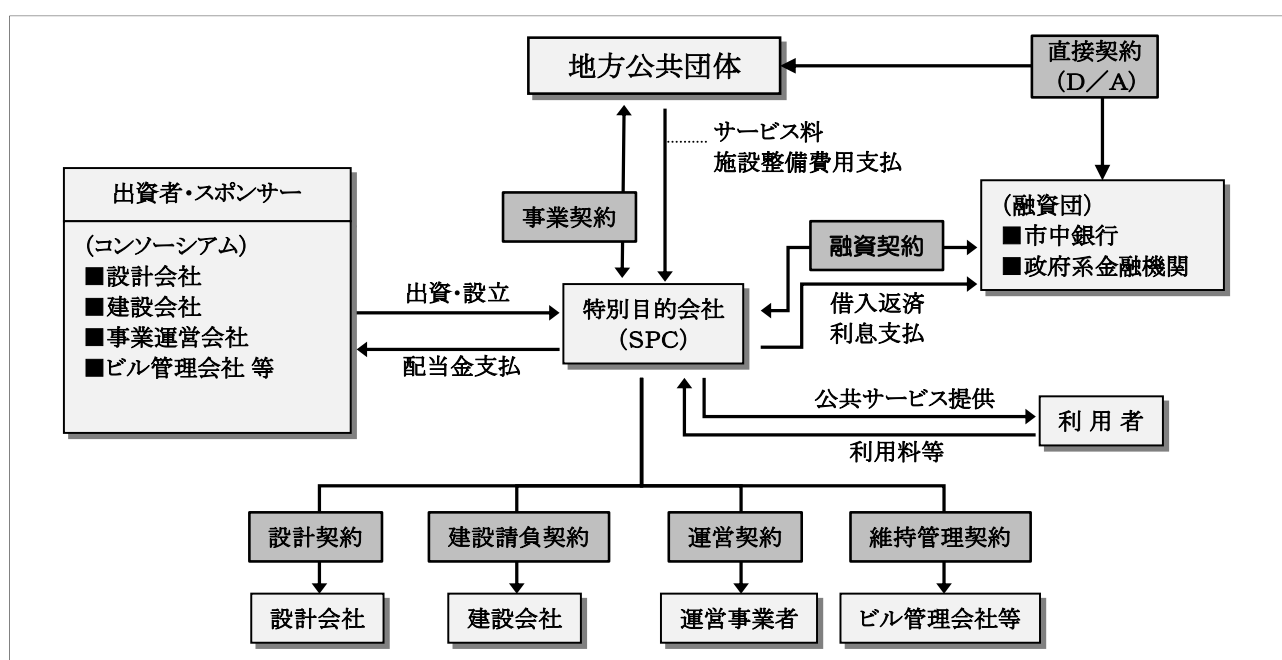 地方公共団体
直接契約
(D／A)
サービス料
施設整備費用支払
出資者・スポンサー
事業契約
(融資団)
■市中銀行
■政府系金融機関
融資契約
(コンソーシアム)
■設計会社
■建設会社
■事業運営会社
■ビル管理会社 等
出資・設立
特別目的会社
(SPC)
借入返済
利息支払
配当金支払
公共サービス提供
利 用 者
利用料等
設計契約
建設請負契約
運営契約
維持管理契約
設計会社
建設会社
運営事業者
ビル管理会社等